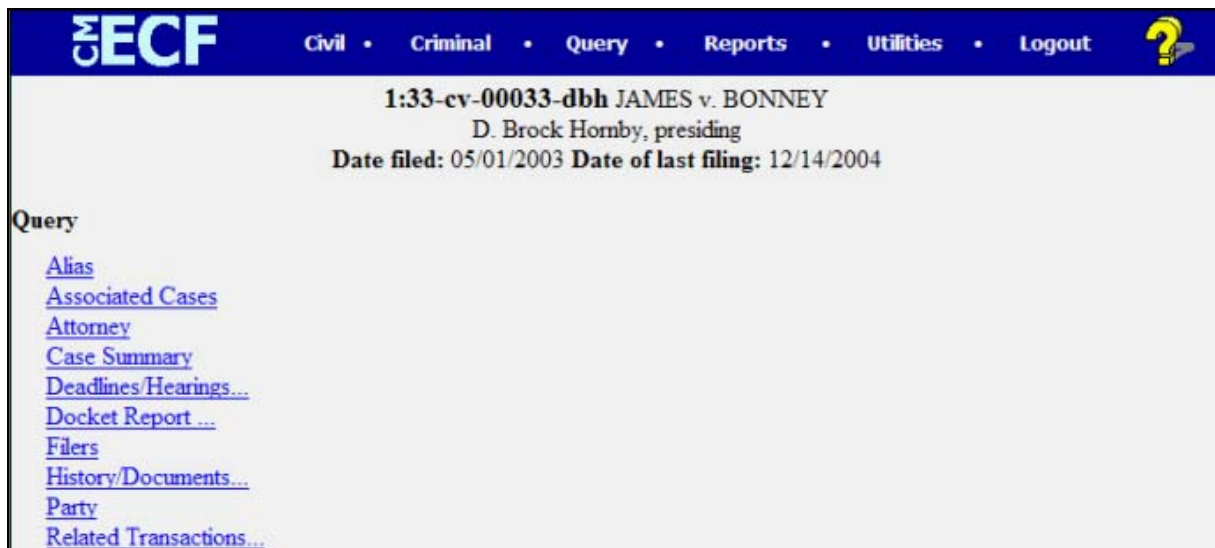 CM ECF Civil • Criminal • Query • Reports • Utilities • Logout ?
1:33-cv-00033-dbh JAMES v. BONNEY
D. Brock Hornby, presiding
Date filed: 05/01/2003 Date of last filing: 12/14/2004
Query
Alias
Associated Cases
Attorney
Case Summary
Deadlines/Hearings...
Docket Report ...
Filers
History/Documents...
Party
Related Transactions...